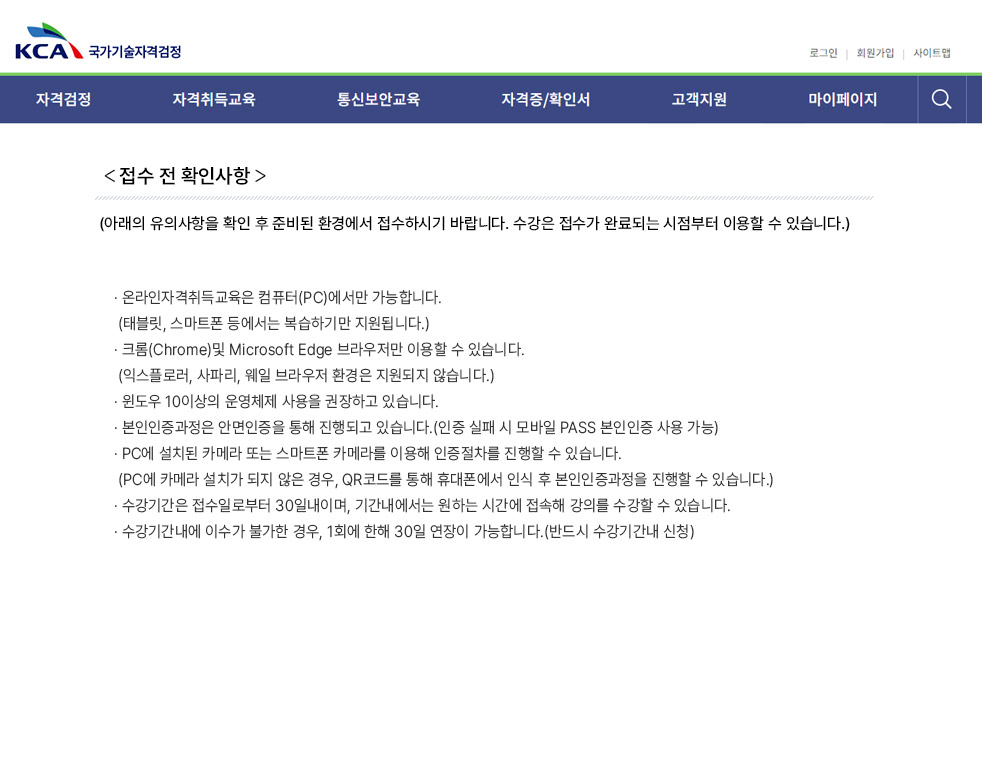 KCA 국가기술자격검정
로그인 | 회원가입 | 사이트맵
자격검정 자격취득교육 통신보안교육 자격증/확인서 고객지원 마이페이지
< 접수 전 확인사항 >
(아래의 유의사항을 확인 후 준비된 환경에서 접수하시기 바랍니다. 수강은 접수가 완료되는 시점부터 이용할 수 있습니다.)
· 온라인자격취득교육은 컴퓨터(PC)에서만 가능합니다.
(태블릿, 스마트폰 등에서는 복습하기만 지원됩니다.)
· 크롬(Chrome)및 Microsoft Edge 브라우저만 이용할 수 있습니다.
(익스플로러, 사파리, 웨일 브라우저 환경은 지원되지 않습니다.)
· 윈도우 10이상의 운영체제 사용을 권장하고 있습니다.
· 본인인증과정은 안면인증을 통해 진행되고 있습니다.(인증 실패 시 모바일 PASS 본인인증 사용 가능)
· PC에 설치된 카메라 또는 스마트폰 카메라를 이용해 인증절차를 진행할 수 있습니다.
(PC에 카메라 설치가 되지 않은 경우, QR코드를 통해 휴대폰에서 인식 후 본인인증과정을 진행할 수 있습니다.)
· 수강기간은 접수일로부터 30일내이며, 기간내에서는 원하는 시간에 접속해 강의를 수강할 수 있습니다.
· 수강기간내에 이수가 불가한 경우, 1회에 한해 30일 연장이 가능합니다.(반드시 수강기간내 신청)